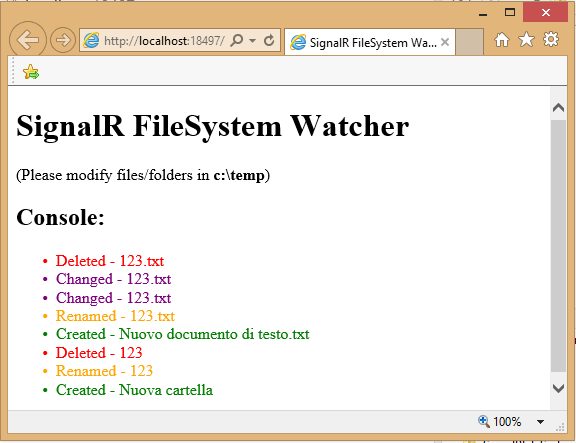 http://localhost:18497/
SignalR FileSystem Wa...
SignalR FileSystem Watcher
(Please modify files/folders in c:\temp)
Console:
Deleted - 123.txt
Changed - 123.txt
Changed - 123.txt
Renamed - 123.txt
Created - Nuovo documento di testo.txt
Deleted - 123
Renamed - 123
Created - Nuova cartella
100%